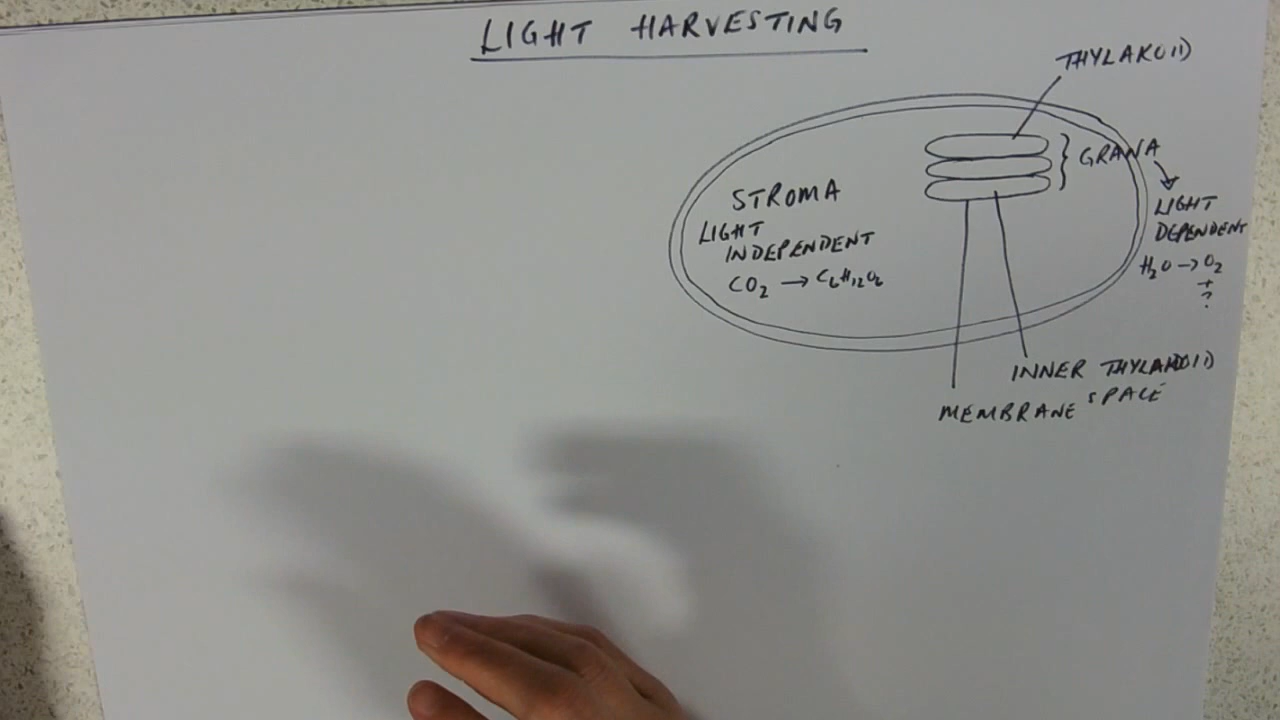 LIGHT HARVESTING
THYLAKOID
GRANA
STROMA
LIGHT
INDEPENDENT
CO2 → C6H12O6
LIGHT
DEPENDENT
H2O → O2
+
?
INNER THYLAKOID
SPACE
MEMBRANE